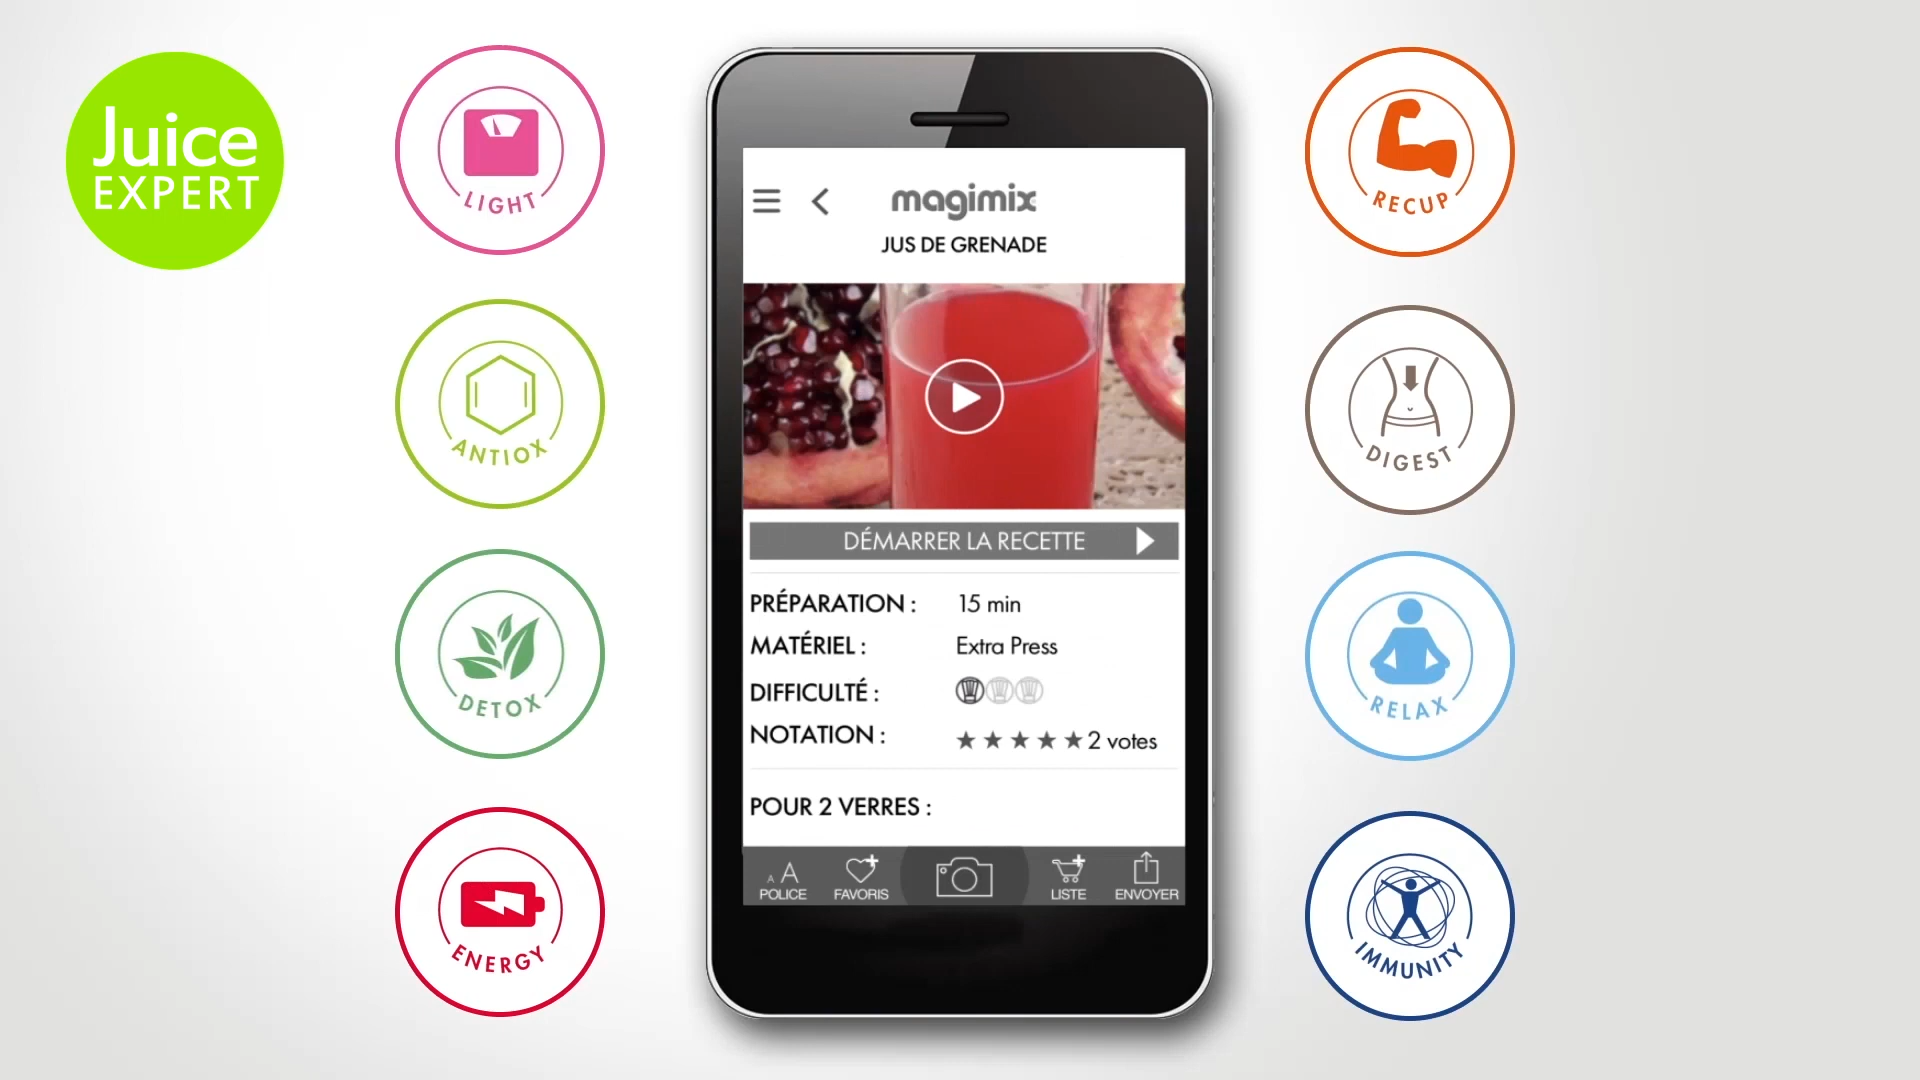 Juice
EXPERT
LIGHT
ANTIOX
DETOX
ENERGY
magimix
JUS DE GRENADE
DÉMARRER LA RECETTE
PRÉPARATION : 15 min
MATÉRIEL : Extra Press
DIFFICULTÉ :
NOTATION : ★ ★ ★ ★ ★ 2 votes
POUR 2 VERRES :
A A
POLICE FAVORIS LISTE ENVOYER
RECUP
DIGEST
RELAX
IMMUNITY